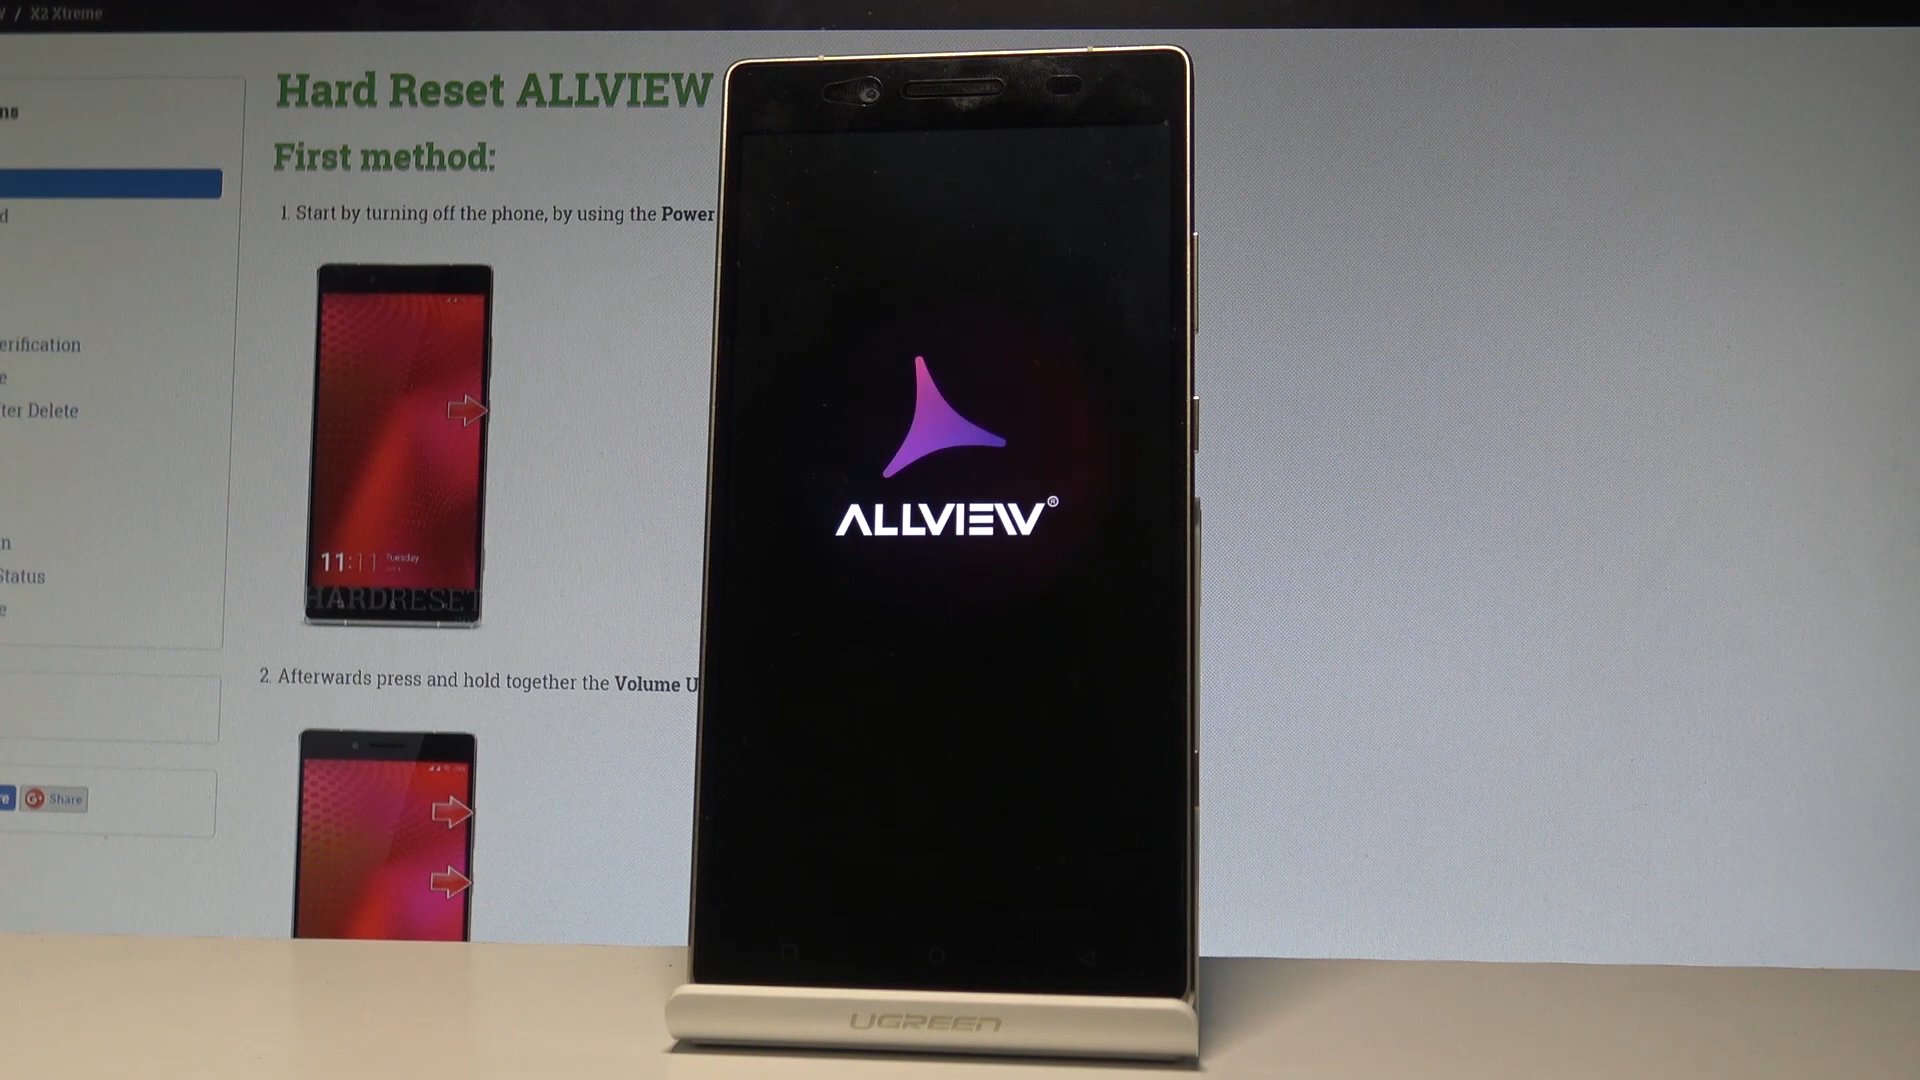 / X2 Xtreme
Hard Reset ALLVIEW
First method:
1. Start by turning off the phone, by using the Power
erification
ter Delete
Status
11:11 Tuesday
HARDRESET
2. Afterwards press and hold together the Volume U
Share
ALLVIEW®
UGREEN